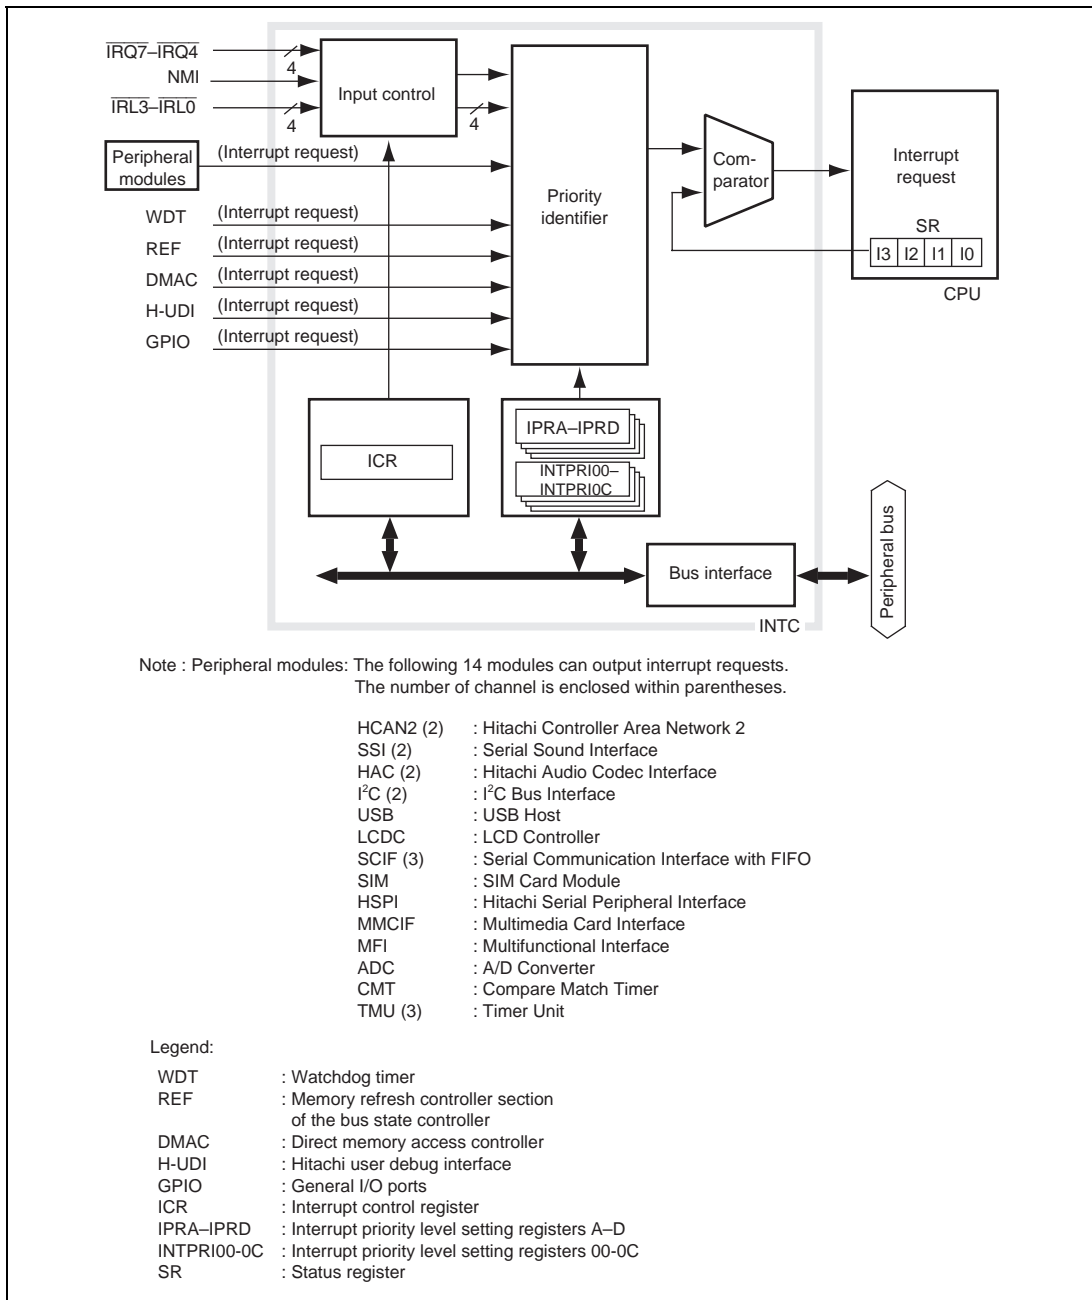 IRQ7–IRQ4
4
NMI
IRL3–IRL0
4
Input control
4
Peripheral
modules
(Interrupt request)
WDT (Interrupt request)
REF (Interrupt request)
DMAC (Interrupt request)
H-UDI (Interrupt request)
GPIO (Interrupt request)
Priority
identifier
Com-
parator
Interrupt
request
SR
I3 I2 I1 I0
CPU
ICR
IPRA–IPRD
INTPRI00–
INTPRI0C
Bus interface
Peripheral bus
INTC
Note : Peripheral modules: The following 14 modules can output interrupt requests.
The number of channel is enclosed within parentheses.
HCAN2 (2) : Hitachi Controller Area Network 2
SSI (2) : Serial Sound Interface
HAC (2) : Hitachi Audio Codec Interface
I²C (2) : I²C Bus Interface
USB : USB Host
LCDC : LCD Controller
SCIF (3) : Serial Communication Interface with FIFO
SIM : SIM Card Module
HSPI : Hitachi Serial Peripheral Interface
MMCIF : Multimedia Card Interface
MFI : Multifunctional Interface
ADC : A/D Converter
CMT : Compare Match Timer
TMU (3) : Timer Unit
Legend:
WDT : Watchdog timer
REF : Memory refresh controller section
of the bus state controller
DMAC : Direct memory access controller
H-UDI : Hitachi user debug interface
GPIO : General I/O ports
ICR : Interrupt control register
IPRA–IPRD : Interrupt priority level setting registers A–D
INTPRI00-0C : Interrupt priority level setting registers 00-0C
SR : Status register